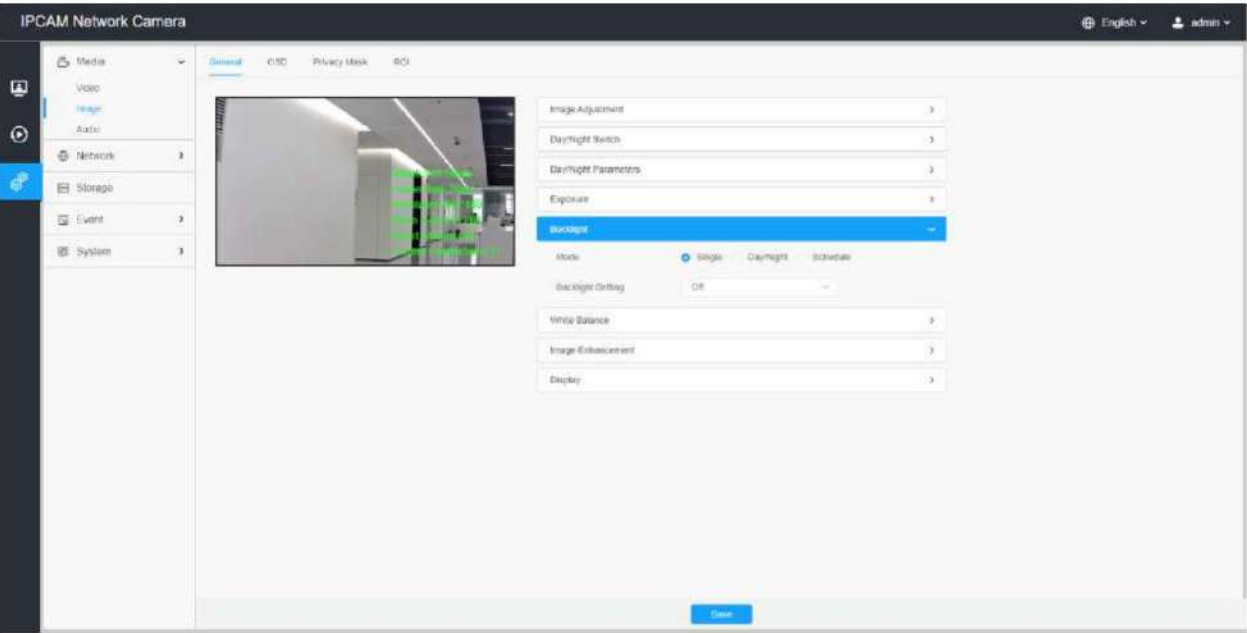 IPCAM Network Camera
English
admin
Media
Video
Image
Audio
Network
Storage
Event
System
General OSD Privacy Mask ROI
Image Adjustment
Day/Night Switch
Day/Night Parameters
Exposure
Backlight
Mode Single Day/Night Schedule
Backlight Setting Off
White Balance
Image Enhancement
Display
Save